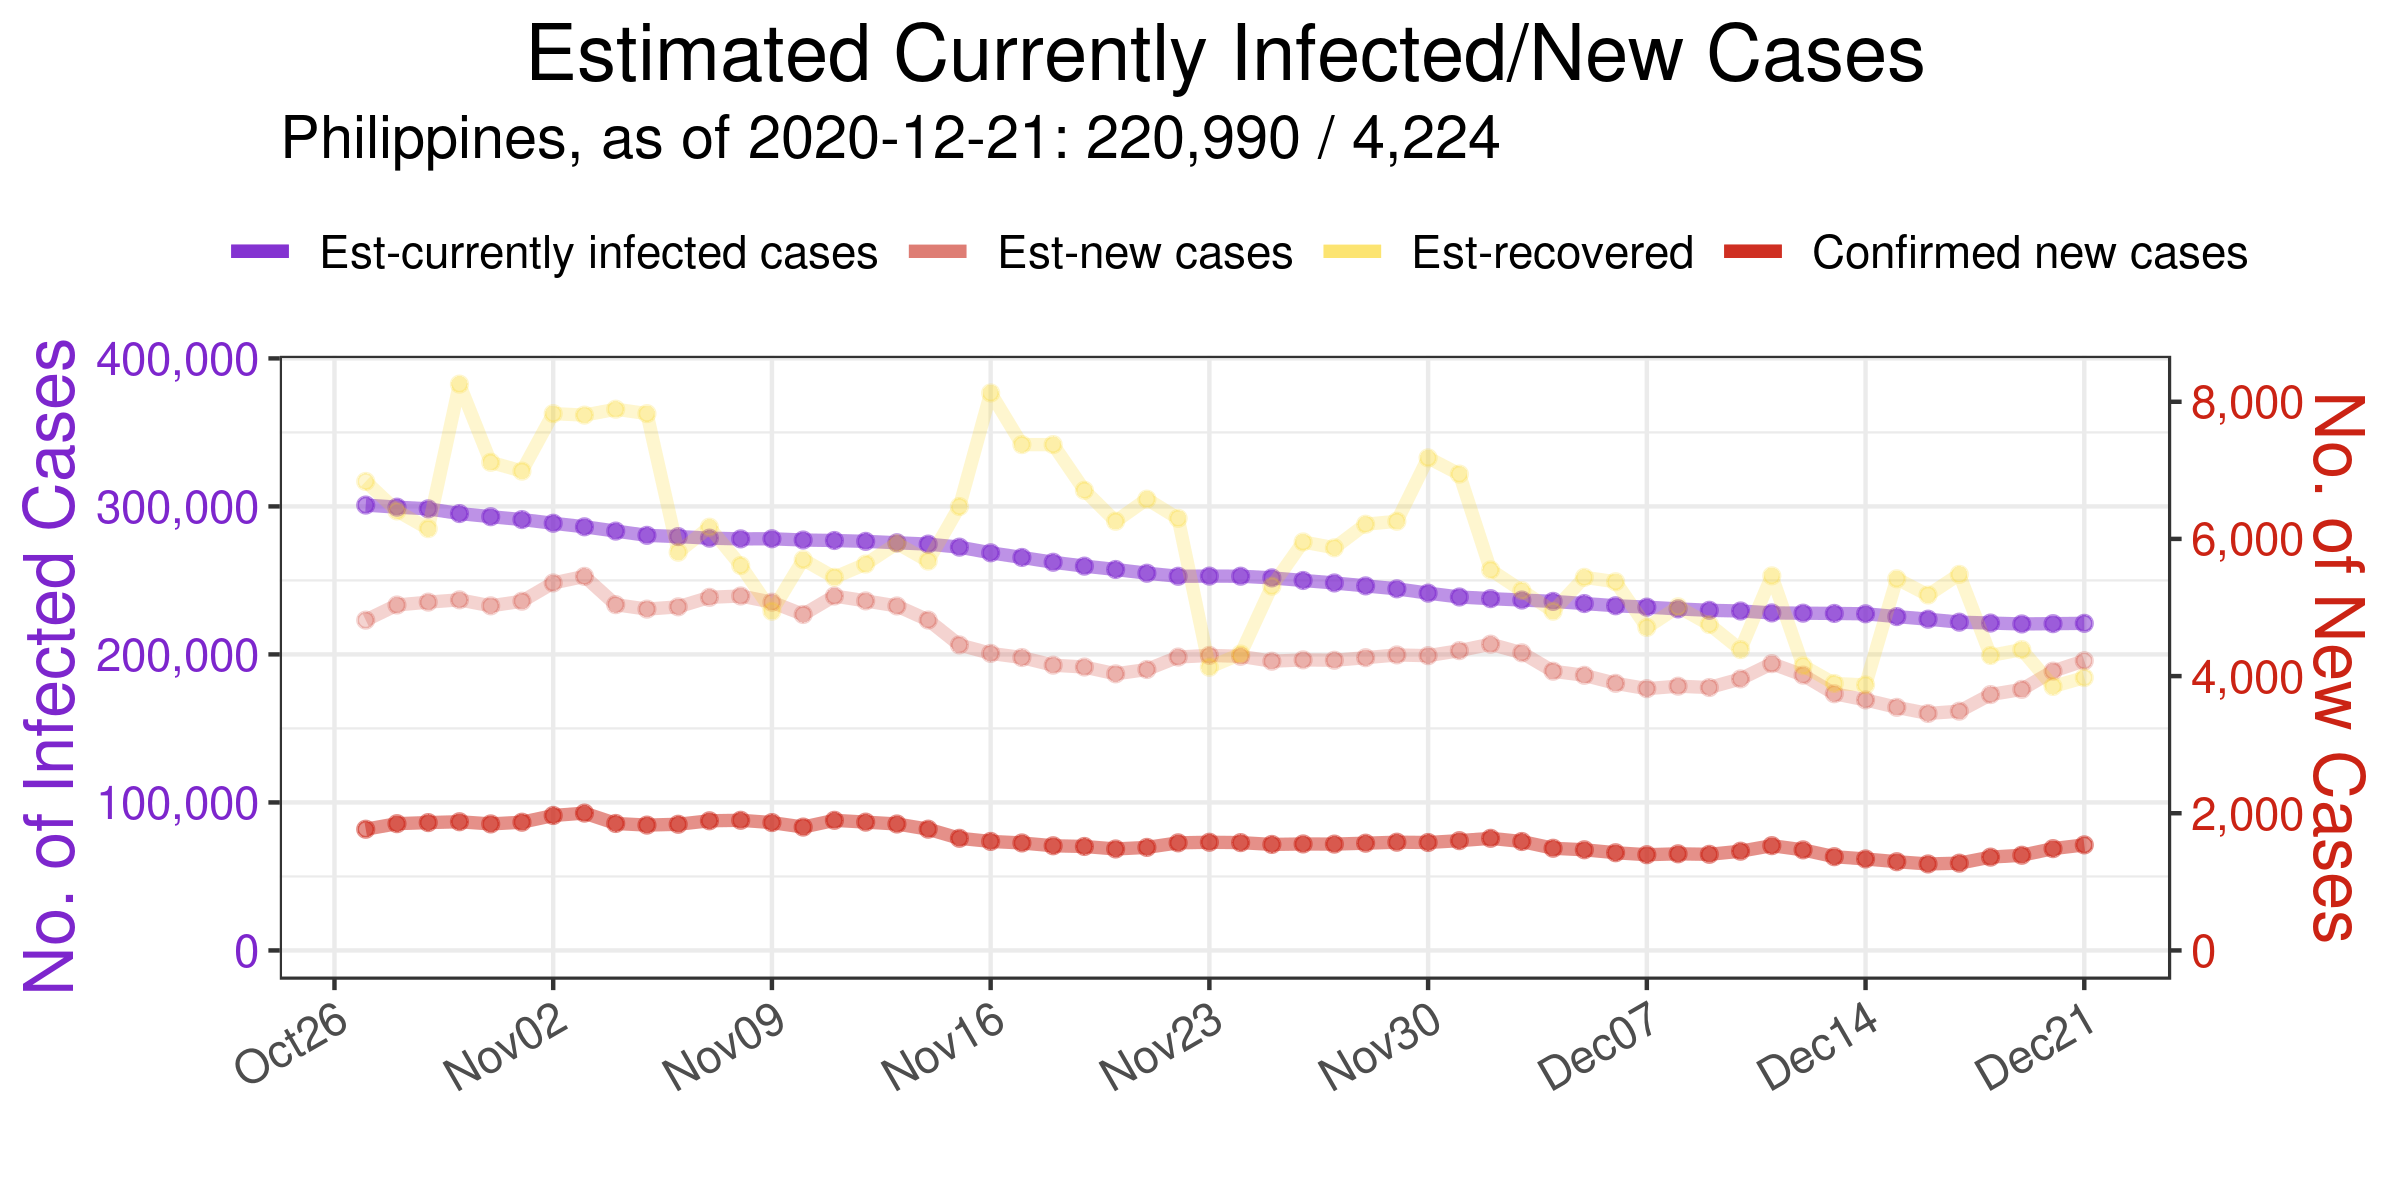 Estimated Currently Infected/New Cases
Philippines, as of 2020-12-21: 220,990 / 4,224
Est-currently infected cases Est-new cases Est-recovered Confirmed new cases
No. of Infected Cases
400,000
300,000
200,000
100,000
0
8,000
6,000
4,000
2,000
0
No. of New Cases
Oct26 Nov02 Nov09 Nov16 Nov23 Nov30 Dec07 Dec14 Dec21